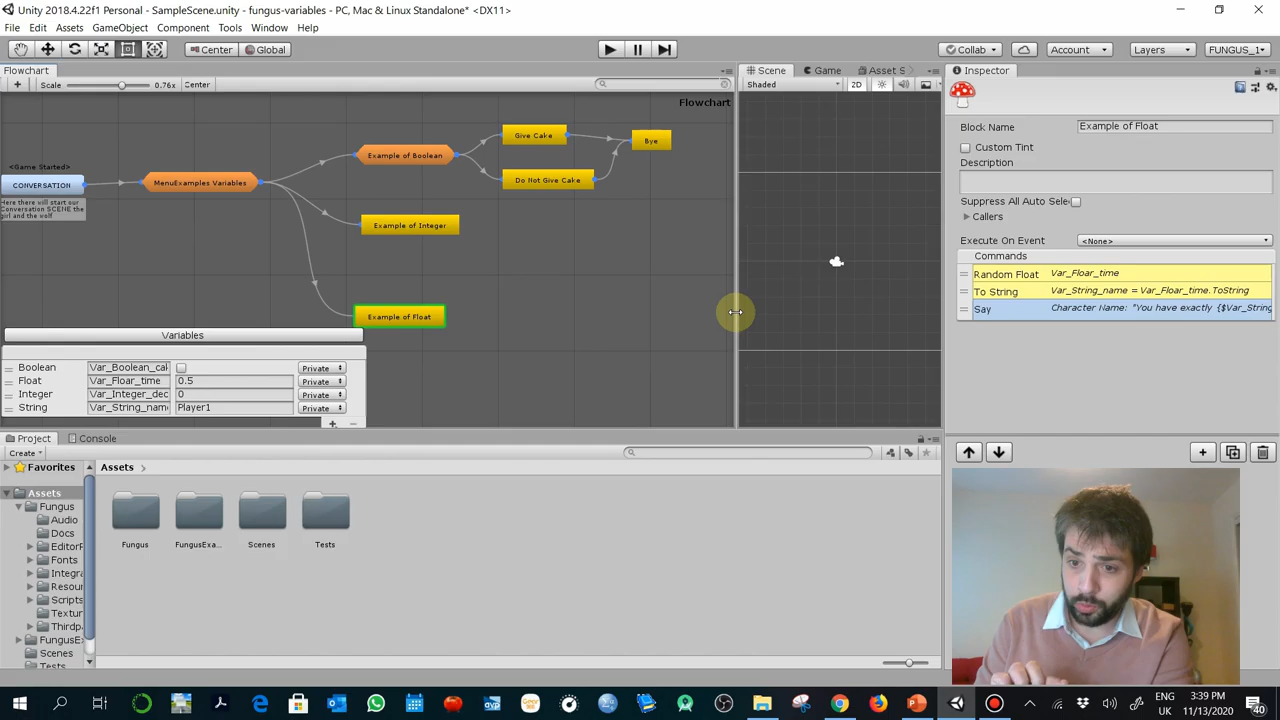 Unity 2018.4.22f1 Personal - SampleScene.unity - fungus-variables - PC, Mac & Linux Standalone* <DX11>
File Edit Assets GameObject Component Tools Window Help
Center Global Collab Account Layers FUNGUS_1
Flowchart Scene Game Asset S Inspector
Scale 0.76x Center Shaded 2D
Flowchart
Block Name Example of Float
Custom Tint
Description
Suppress All Auto Sele
Callers
Execute On Event <None>
Commands
Random Float Var_Floar_time
To String Var_String_name = Var_Floar_time.ToString
Say Character Name: "You have exactly {$Var_String
<Game Started>
CONVERSATION
Here there will start our
Conversation SCENE the
girl and the wolf
MenuExamples Variables
Example of Boolean
Give Cake
Do Not Give Cake
Bye
Example of Integer
Example of Float
Variables
Boolean Var_Boolean_cal Private
Float Var_Floar_time 0.5 Private
Integer Var_Integer_dec 0 Private
String Var_String_name Player1 Private
Project Console
Create
Favorites
Assets
Assets
Fungus
Audio
Docs
EditorR
Fonts
Integra
Resour
Scripts
Textur
Thirdp
FungusEx
Scenes
Tests
Fungus FungusExa... Scenes Tests
ENG
UK
3:39 PM
11/13/2020
40